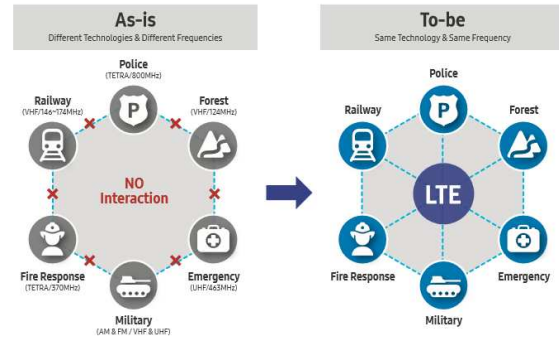 As-is
Different Technologies & Different Frequencies
Police
(TETRA/800MHz)
Railway
(VHF/146~174MHz)
Forest
(VHF/124MHz)
P
NO
Interaction
Fire Response
(TETRA/370MHz)
Emergency
(UHF/463MHz)
Military
(AM & FM / VHF & UHF)
To-be
Same Technology & Same Frequency
Police
Railway
Forest
P
LTE
Fire Response
Emergency
Military